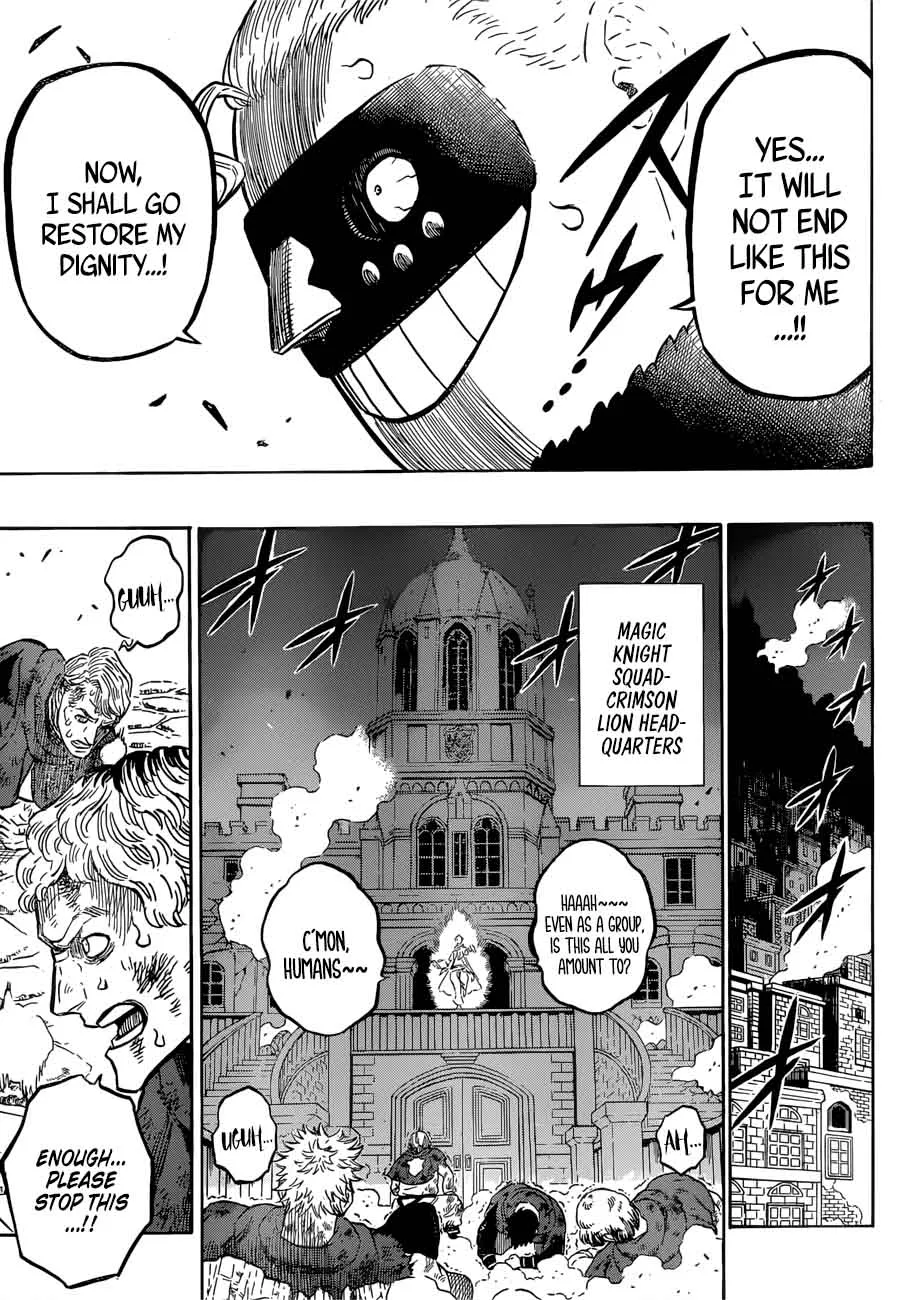 YES...
IT WILL
NOT END
LIKE THIS
FOR ME
...!!
NOW,
I SHALL GO
RESTORE MY
DIGNITY...!
MAGIC
KNIGHT
SQUAD-
CRIMSON
LION HEAD-
QUARTERS
HAAAH~~~
EVEN AS A GROUP,
IS THIS ALL YOU
AMOUNT TO?
C'MON,
HUMANS~~
AH...
UGUH...
GUUH...
ENOUGH...
PLEASE
STOP THIS
...!!